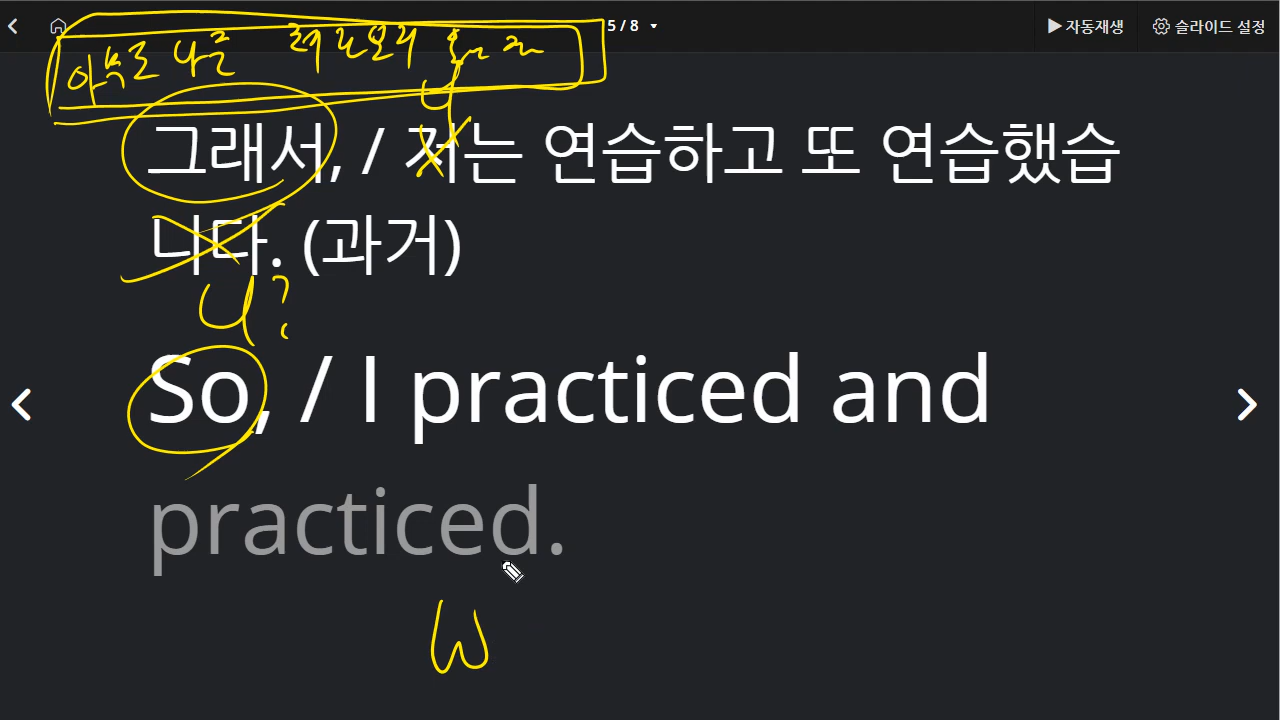 5 / 8
자동재생
슬라이드 설정
그래서, / 저는 연습하고 또 연습했습
니다. (과거)
?
So, / I practiced and
practiced.